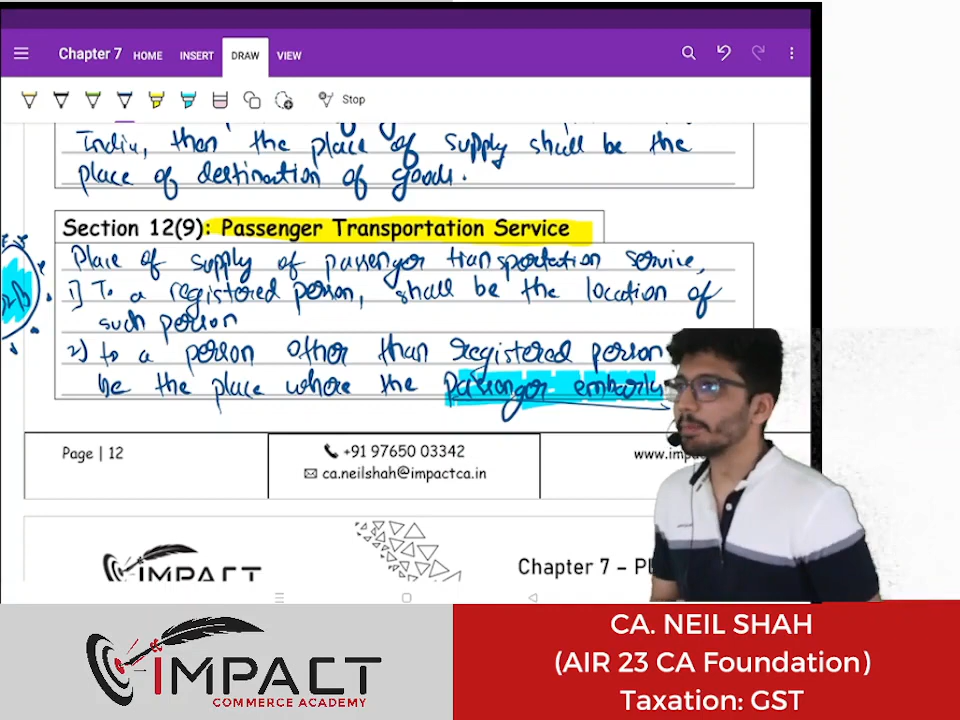 Chapter 7 HOME INSERT DRAW VIEW
Stop
India, than the place of supply shall be the
place of destination of goods.
Section 12(9): Passenger Transportation Service
Place of supply of passenger transportation service,
1) To a registered person, shall be the location of
such person
2) to a person other than registered person
be the place where the passenger embark
Page | 12
+91 97650 03342
ca.neilshah@impactca.in
www.impa
IMPACT
Chapter 7 – Pl
IMPACT
COMMERCE ACADEMY
CA. NEIL SHAH
(AIR 23 CA Foundation)
Taxation: GST